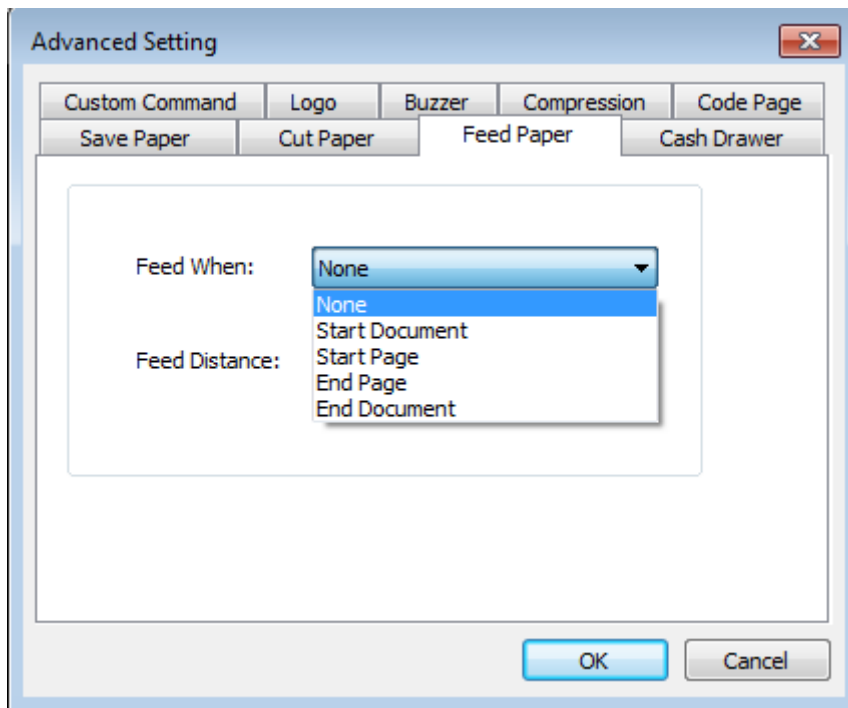 Advanced Setting
Custom Command Logo Buzzer Compression Code Page
Save Paper Cut Paper Feed Paper Cash Drawer
Feed When: None
None
Start Document
Start Page
Feed Distance:
End Page
End Document
OK Cancel